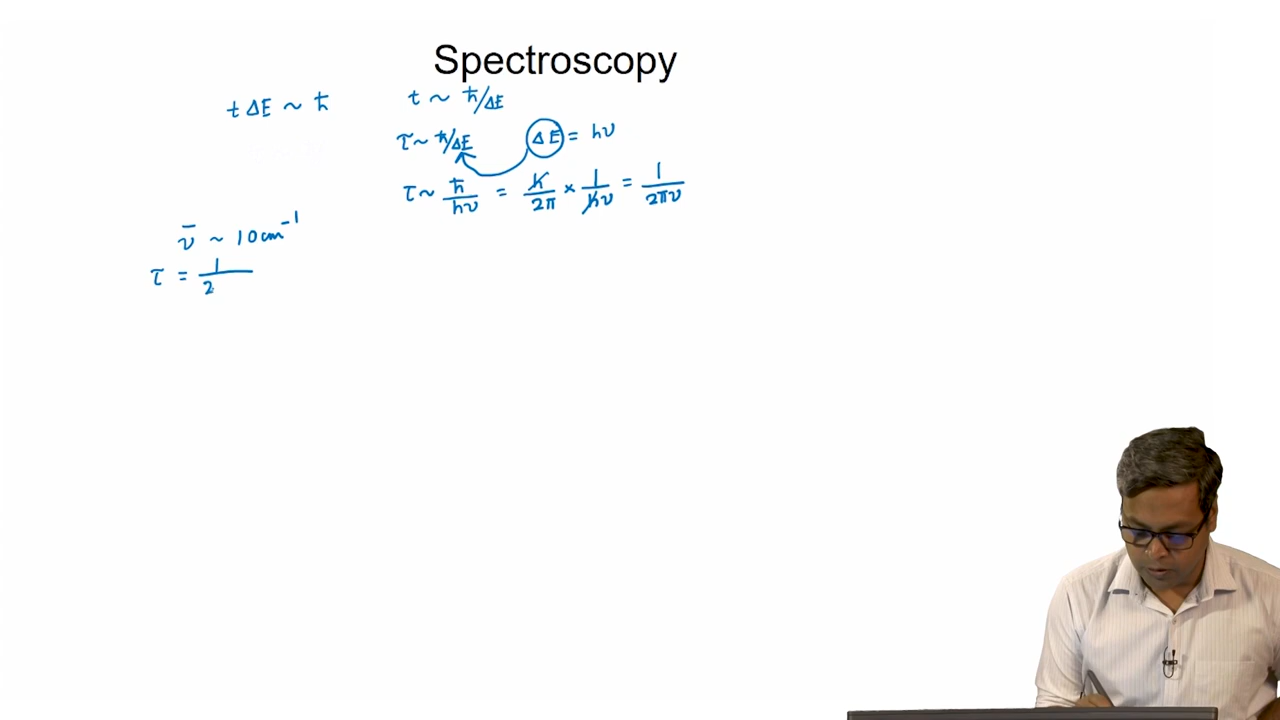 Spectroscopy
t ΔE ~ ħ
t ~ ħ/ΔE
τ ~ ħ/ΔE
ΔE = hν
τ ~ ħ/hν = h/2π × 1/hν = 1/2πν
ν̄ ~ 10 cm⁻¹
τ = 1/2